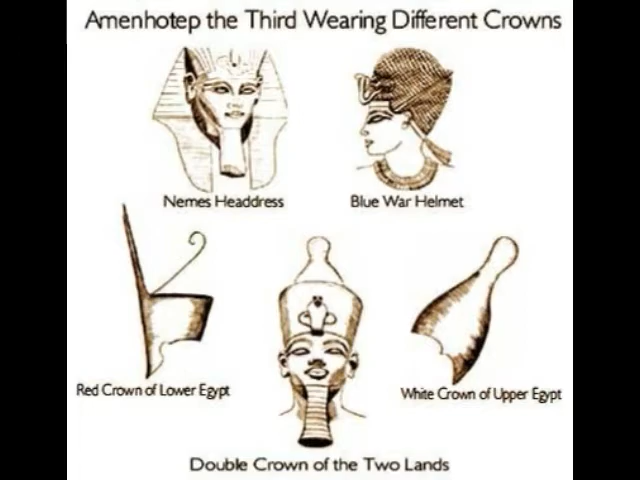 Amenhotep the Third Wearing Different Crowns
Nemes Headdress
Blue War Helmet
Red Crown of Lower Egypt
White Crown of Upper Egypt
Double Crown of the Two Lands